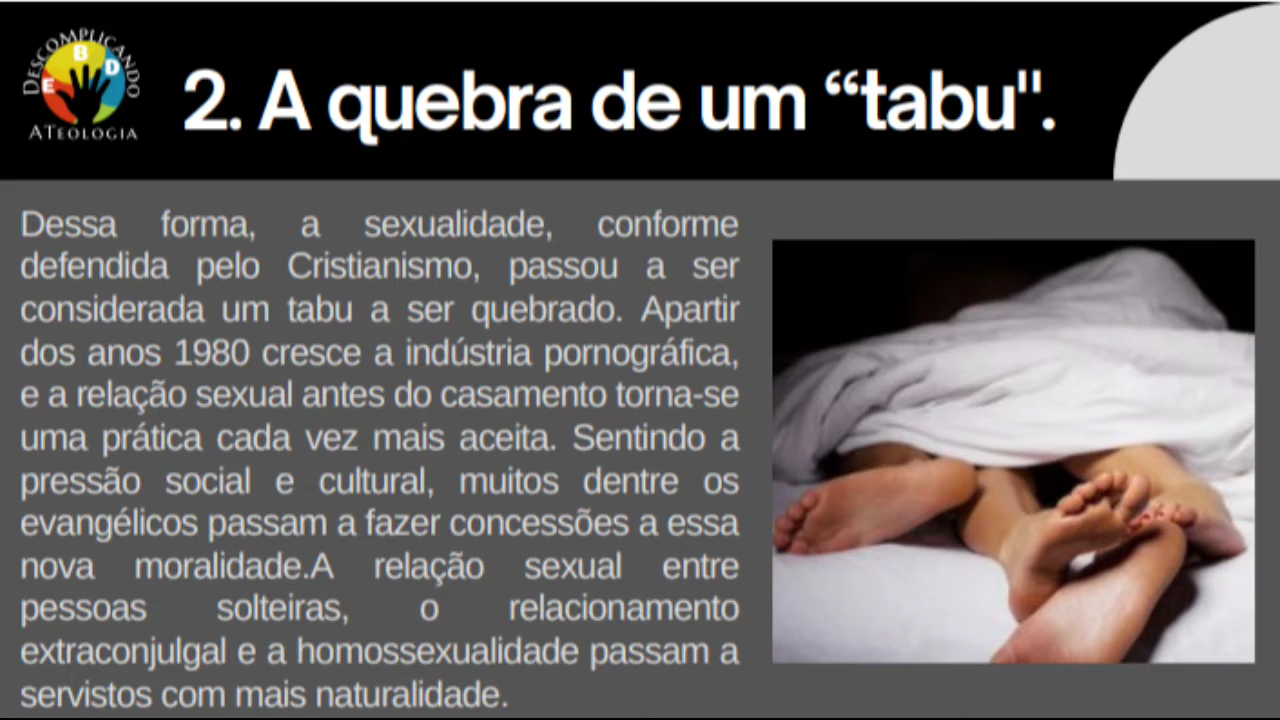 DESCOMPLICANDO
E B D
ATEOLOGIA
2. A quebra de um “tabu".
Dessa forma, a sexualidade, conforme
defendida pelo Cristianismo, passou a ser
considerada um tabu a ser quebrado. Apartir
dos anos 1980 cresce a indústria pornográfica,
e a relação sexual antes do casamento torna-se
uma prática cada vez mais aceita. Sentindo a
pressão social e cultural, muitos dentre os
evangélicos passam a fazer concessões a essa
nova moralidade.A relação sexual entre
pessoas solteiras, o relacionamento
extraconjulgal e a homossexualidade passam a
servistos com mais naturalidade.